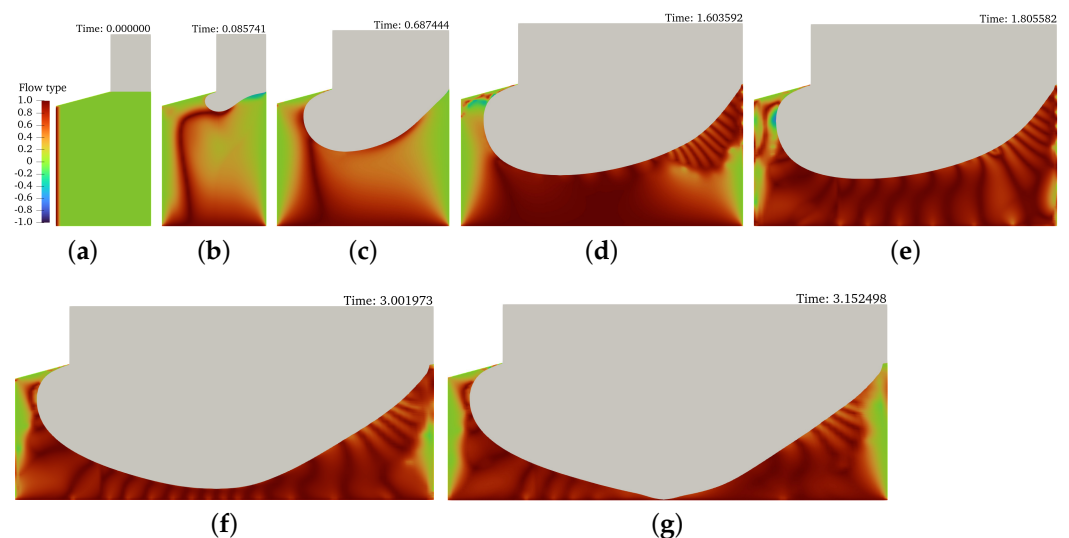 Time: 0.000000
Time: 0.085741
Time: 0.687444
Time: 1.603592
Time: 1.805582
Flow type
1.0
0.8
0.6
0.4
0.2
0
-0.2
-0.4
-0.6
-0.8
-1.0
(a)
(b)
(c)
(d)
(e)
Time: 3.001973
Time: 3.152498
(f)
(g)